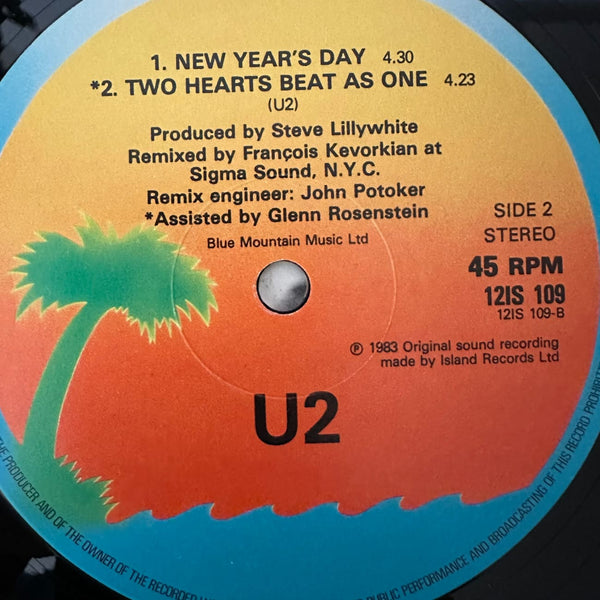 1. NEW YEAR'S DAY 4.30
*2. TWO HEARTS BEAT AS ONE 4.23
(U2)
Produced by Steve Lillywhite
Remixed by François Kevorkian at
Sigma Sound, N.Y.C.
Remix engineer: John Potoker
*Assisted by Glenn Rosenstein
Blue Mountain Music Ltd
SIDE 2
STEREO
45 RPM
12IS 109
12IS 109-B
℗ 1983 Original sound recording
made by Island Records Ltd
U2
THE PRODUCER AND OF THE OWNER OF THE RECORDED
PUBLIC PERFORMANCE AND BROADCASTING OF THIS RECORD PROHIBITE